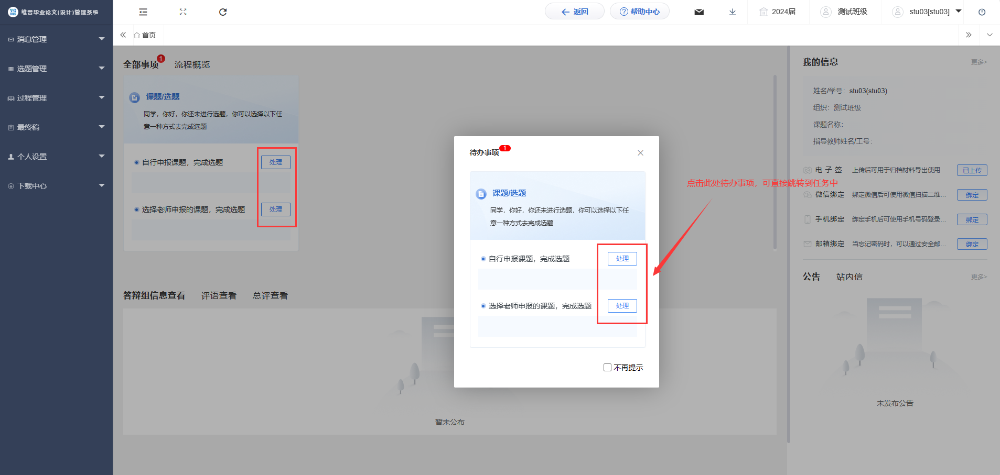 VG
MS
维普毕业论文(设计)管理系统
返回
帮助中心
2024届
测试班级
stu03[stu03]
首页
消息管理
选题管理
过程管理
最终稿
个人设置
下载中心
全部事项
1
流程概览
课题/选题
同学，你好，你还未进行选题，你可以选择以下任
意一种方式去完成选题
自行申报课题，完成选题
处理
选择老师申报的课题，完成选题
处理
答辩组信息查看
评语查看
总评查看
暂未公布
待办事项
1
课题/选题
同学，你好，你还未进行选题，你可以选择以下任
意一种方式去完成选题
自行申报课题，完成选题
处理
选择老师申报的课题，完成选题
处理
不再提示
点击此处待办事项，可直接跳转到任务中
我的信息
更多>
姓名/学号：stu03(stu03)
组织：测试班级
课题名称：
指导教师姓名/工号：
电 子 签
上传后可用于归档材料导出使用
已上传
微信绑定
绑定微信后可使用微信扫描二维...
绑定
手机绑定
绑定手机后可使用手机号码登录...
绑定
邮箱绑定
当忘记密码时，可以通过安全邮...
绑定
公告
站内信
更多>
未发布公告